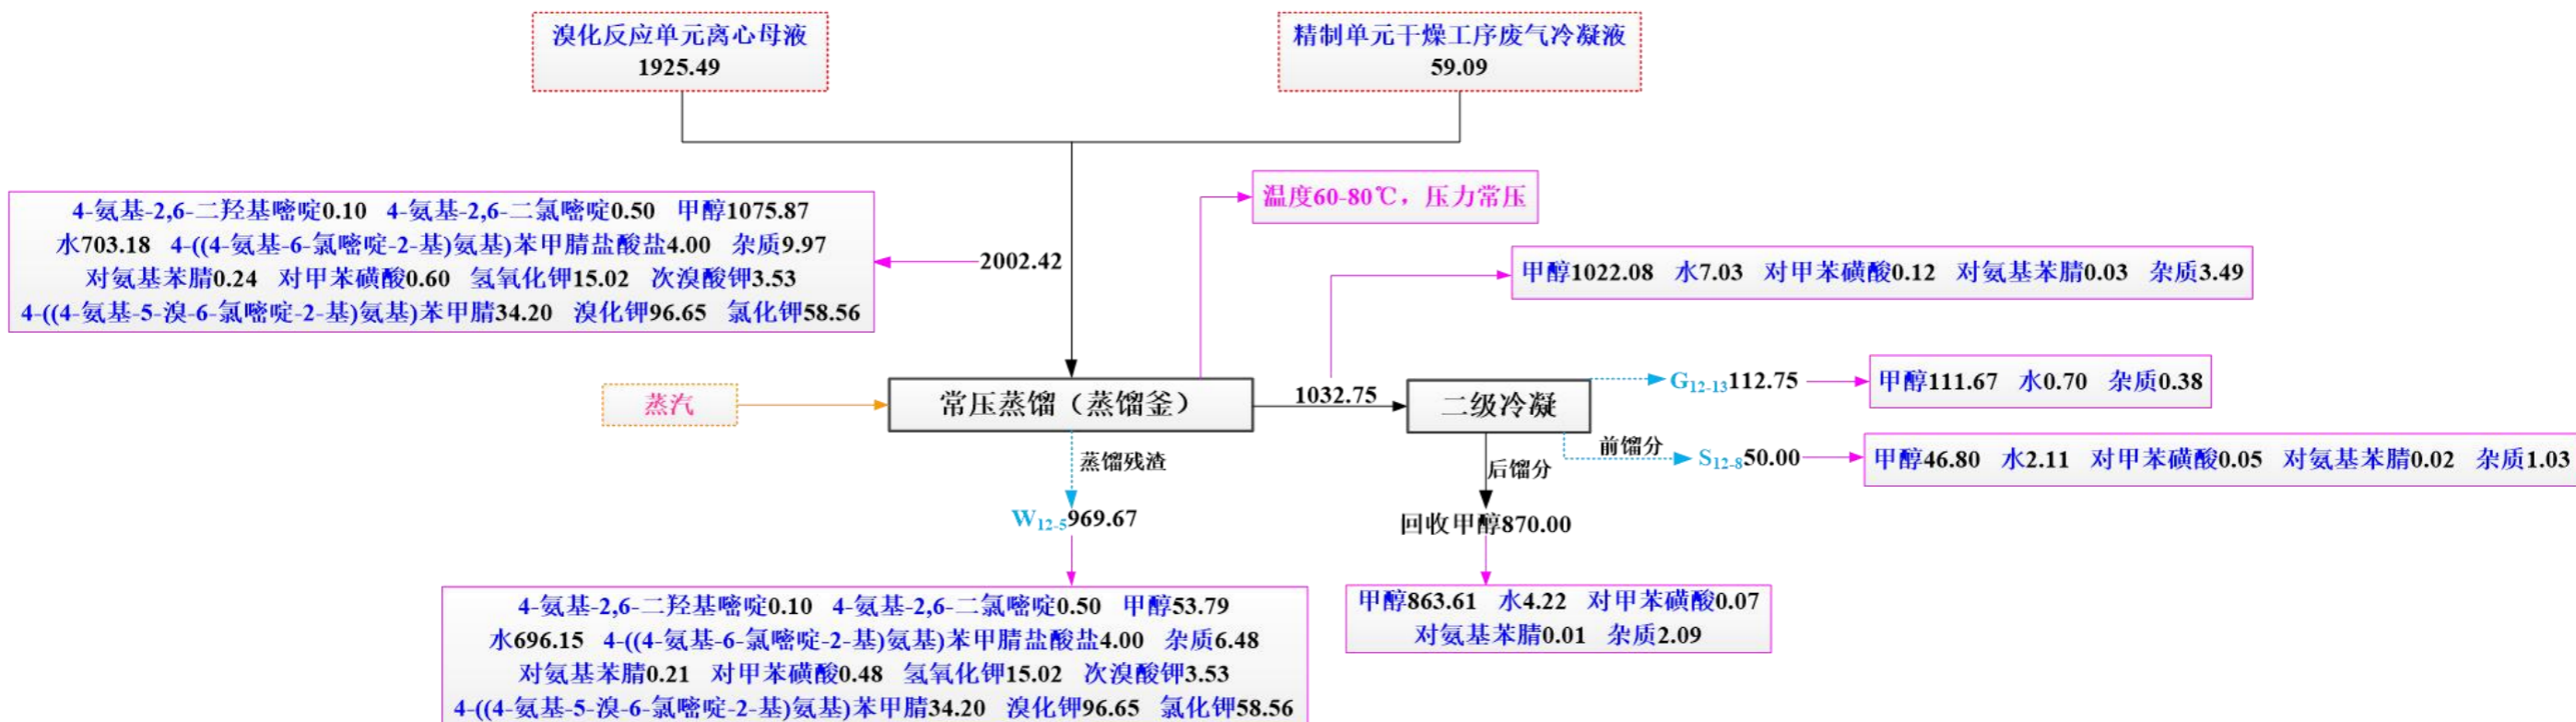 溴化反应单元离心母液
1925.49
精制单元干燥工序废气冷凝液
59.09
温度60-80℃，压力常压
4-氨基-2,6-二羟基嘧啶0.10 4-氨基-2,6-二氯嘧啶0.50 甲醇1075.87
水703.18 4-((4-氨基-6-氯嘧啶-2-基)氨基)苯甲腈盐酸盐4.00 杂质9.97
对氨基苯腈0.24 对甲苯磺酸0.60 氢氧化钾15.02 次溴酸钾3.53
4-((4-氨基-5-溴-6-氯嘧啶-2-基)氨基)苯甲腈34.20 溴化钾96.65 氯化钾58.56
2002.42
甲醇1022.08 水7.03 对甲苯磺酸0.12 对氨基苯腈0.03 杂质3.49
蒸汽
常压蒸馏（蒸馏釜）
1032.75
二级冷凝
G12-13112.75
甲醇111.67 水0.70 杂质0.38
前馏分
S12-850.00
甲醇46.80 水2.11 对甲苯磺酸0.05 对氨基苯腈0.02 杂质1.03
蒸馏残渣
后馏分
W12-5969.67
回收甲醇870.00
4-氨基-2,6-二羟基嘧啶0.10 4-氨基-2,6-二氯嘧啶0.50 甲醇53.79
水696.15 4-((4-氨基-6-氯嘧啶-2-基)氨基)苯甲腈盐酸盐4.00 杂质6.48
对氨基苯腈0.21 对甲苯磺酸0.48 氢氧化钾15.02 次溴酸钾3.53
4-((4-氨基-5-溴-6-氯嘧啶-2-基)氨基)苯甲腈34.20 溴化钾96.65 氯化钾58.56
甲醇863.61 水4.22 对甲苯磺酸0.07
对氨基苯腈0.01 杂质2.09